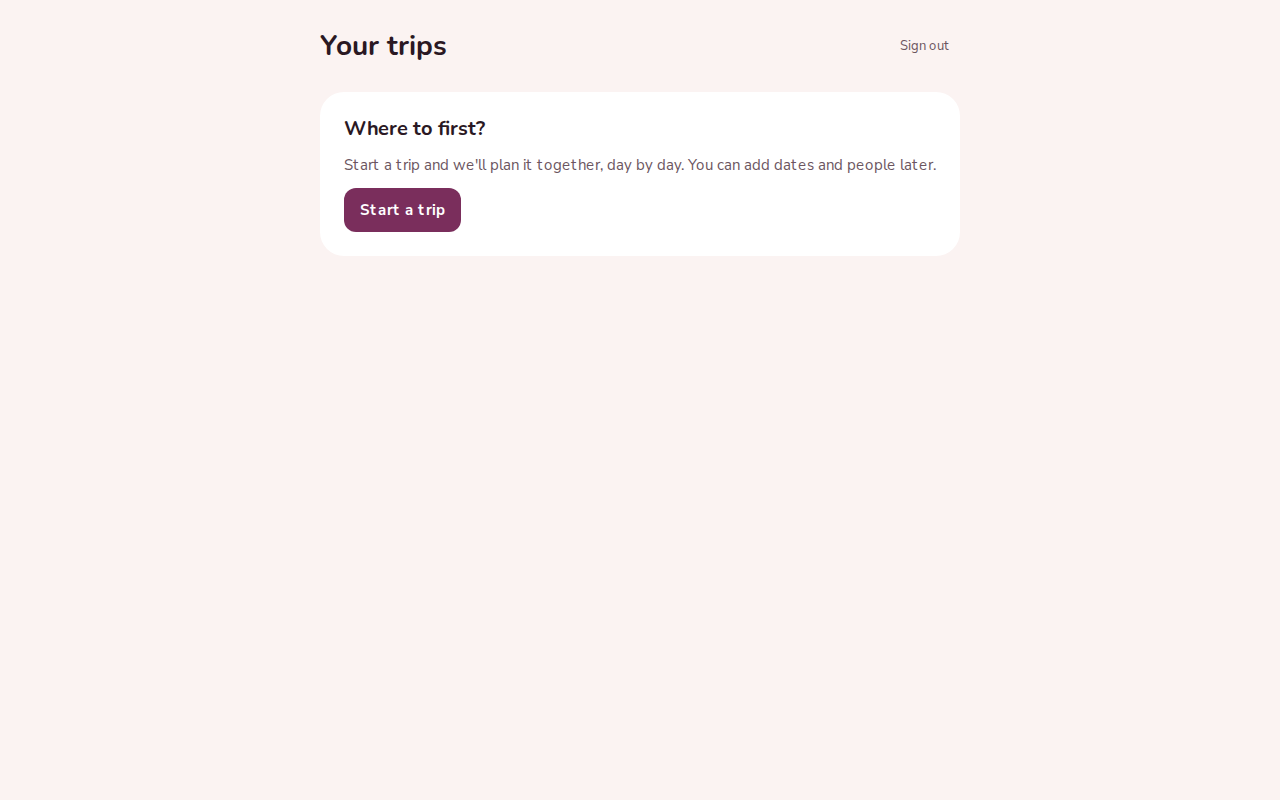 Your trips
Sign out
Where to first?
Start a trip and we'll plan it together, day by day. You can add dates and people later.
Start a trip